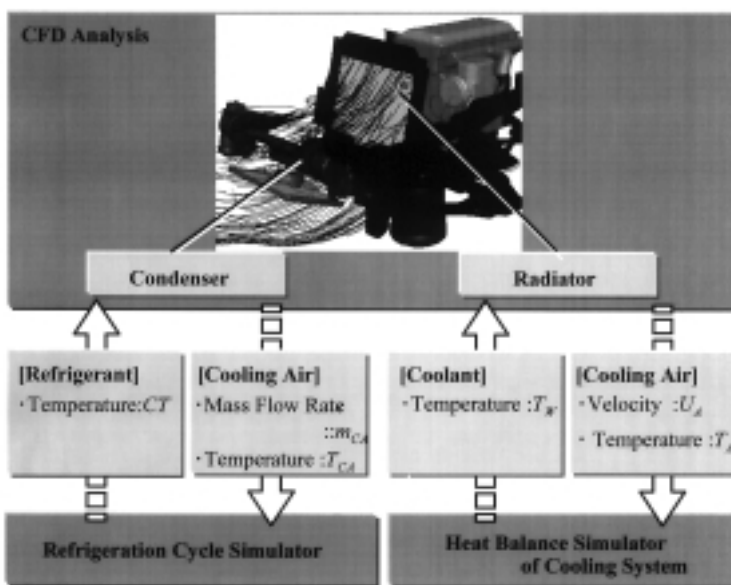 CFD Analysis
Condenser
Radiator
[Refrigerant]
·Temperature:CT
[Cooling Air]
·Mass Flow Rate
::m_CA
·Temperature :T_CA
[Coolant]
·Temperature :T_W
[Cooling Air]
·Velocity :U_A
·Temperature :T_A
Refrigeration Cycle Simulator
Heat Balance Simulator
of Cooling System